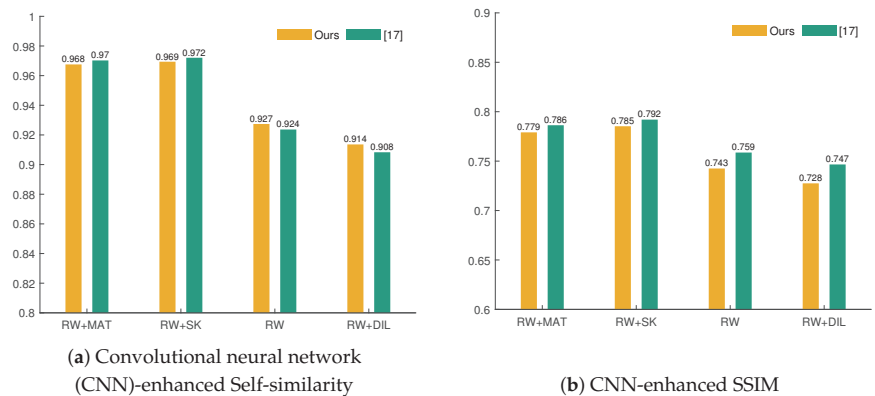 1
0.98
0.96
0.94
0.92
0.9
0.88
0.86
0.84
0.82
0.8
Ours
[17]
0.968
0.97
0.969
0.972
0.927
0.924
0.914
0.908
RW+MAT
RW+SK
RW
RW+DIL
(a) Convolutional neural network
(CNN)-enhanced Self-similarity
0.9
0.85
0.8
0.75
0.7
0.65
0.6
Ours
[17]
0.779
0.786
0.785
0.792
0.743
0.759
0.728
0.747
RW+MAT
RW+SK
RW
RW+DIL
(b) CNN-enhanced SSIM